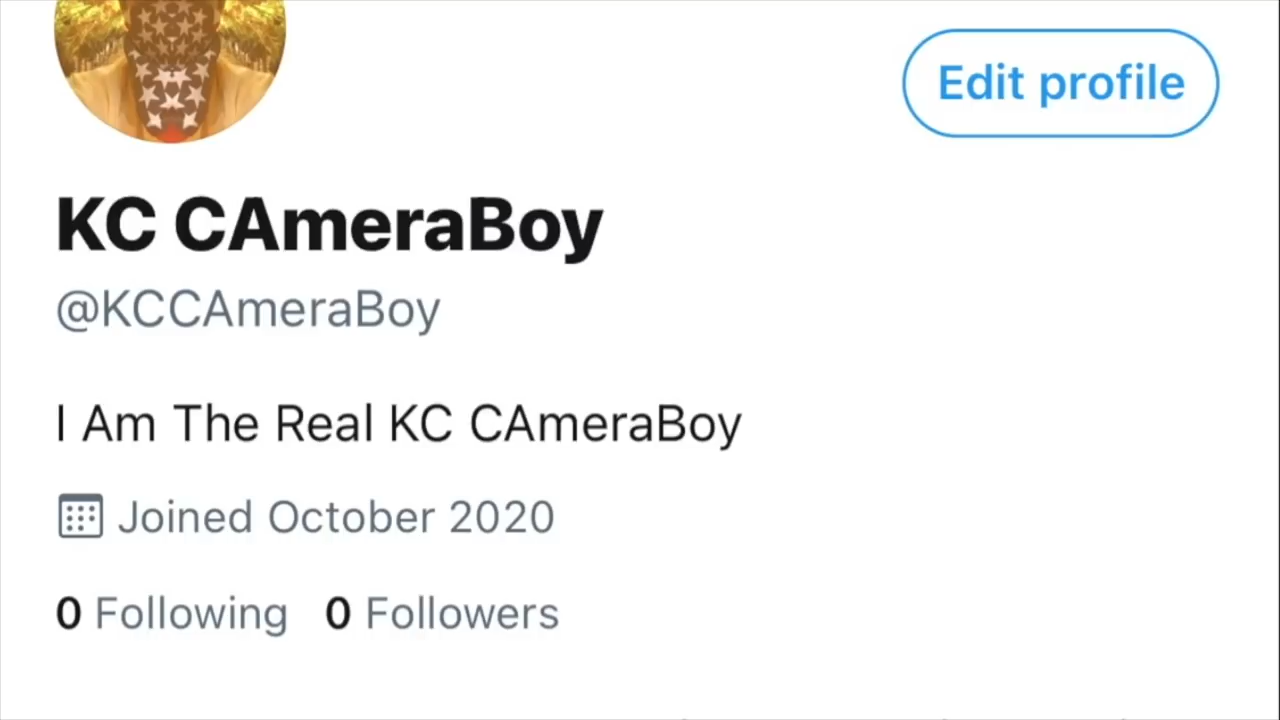 Edit profile
KC CAmeraBoy
@KCCAmeraBoy
I Am The Real KC CAmeraBoy
Joined October 2020
0 Following 0 Followers